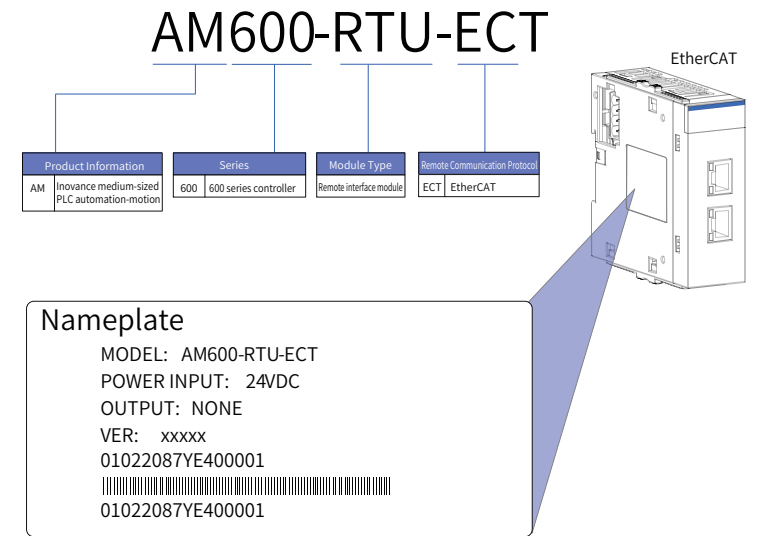 AM600-RTU-ECT
EtherCAT
Product Information
AM Inovance medium-sized
PLC automation-motion
Series
600 600 series controller
Module Type
Remote interface module
Remote Communication Protocol
ECT EtherCAT
Nameplate
MODEL: AM600-RTU-ECT
POWER INPUT: 24VDC
OUTPUT: NONE
VER: xxxxx
01022087YE400001
01022087YE400001